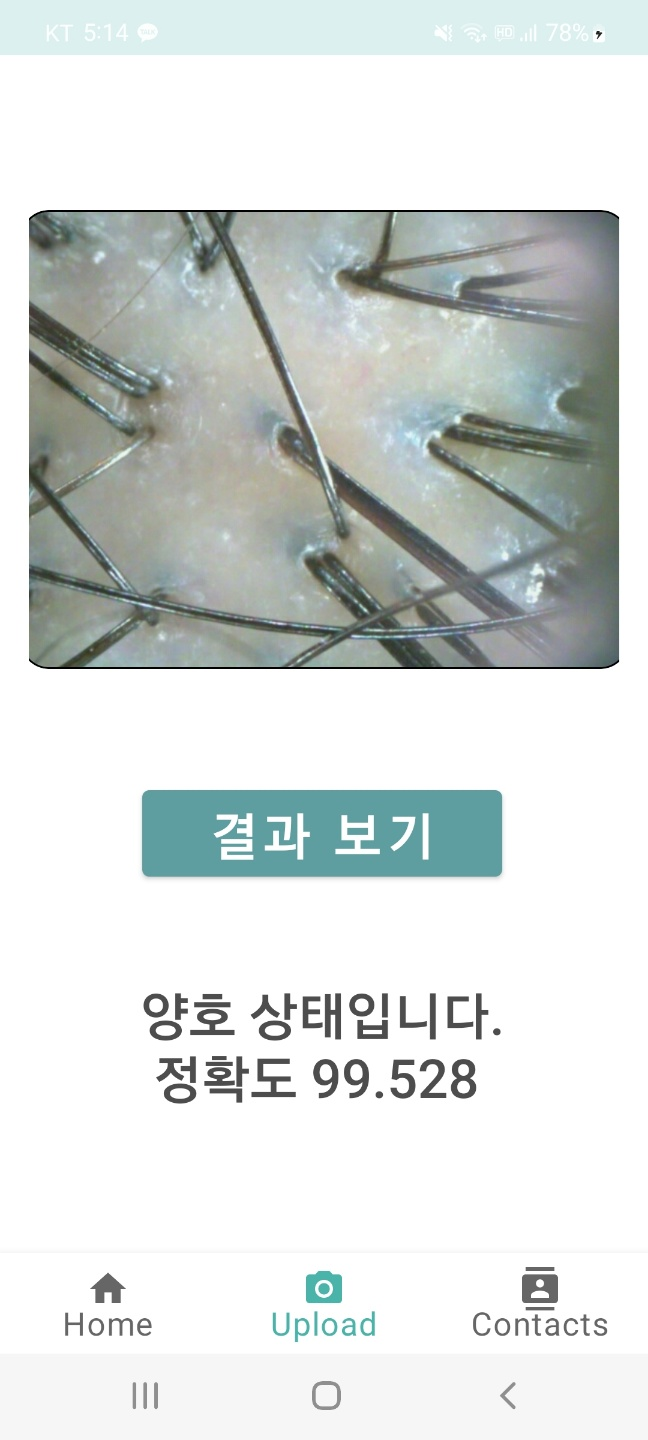 KT 5:14
HD 78%
결과 보기
양호 상태입니다.
정확도 99.528
Home Upload Contacts